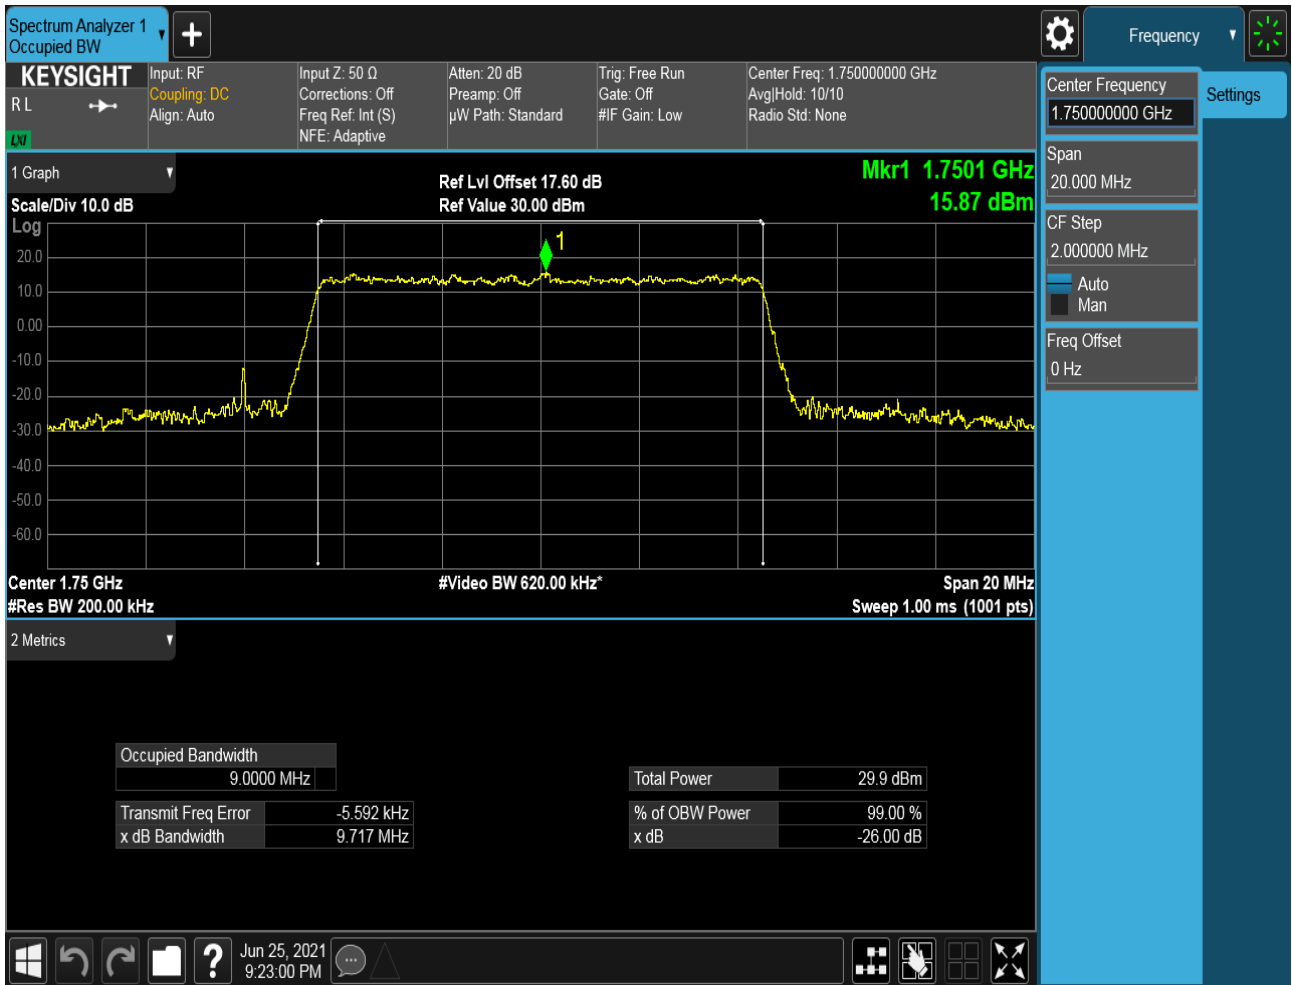 Spectrum Analyzer 1
Occupied BW
Frequency
KEYSIGHT
R L
LXI
Input: RF
Coupling: DC
Align: Auto
Input Z: 50 Ω
Corrections: Off
Freq Ref: Int (S)
NFE: Adaptive
Atten: 20 dB
Preamp: Off
µW Path: Standard
Trig: Free Run
Gate: Off
#IF Gain: Low
Center Freq: 1.750000000 GHz
Avg|Hold: 10/10
Radio Std: None
Center Frequency
1.750000000 GHz
Settings
Span
20.000 MHz
CF Step
2.000000 MHz
Auto
Man
Freq Offset
0 Hz
1 Graph
Scale/Div 10.0 dB
Ref Lvl Offset 17.60 dB
Ref Value 30.00 dBm
Mkr1 1.7501 GHz
15.87 dBm
Log
1
20.0
10.0
0.00
-10.0
-20.0
-30.0
-40.0
-50.0
-60.0
Center 1.75 GHz
#Video BW 620.00 kHz*
Span 20 MHz
#Res BW 200.00 kHz
Sweep 1.00 ms (1001 pts)
2 Metrics
Occupied Bandwidth
9.0000 MHz
Transmit Freq Error -5.592 kHz
x dB Bandwidth 9.717 MHz
Total Power 29.9 dBm
% of OBW Power 99.00 %
x dB -26.00 dB
?
Jun 25, 2021
9:23:00 PM